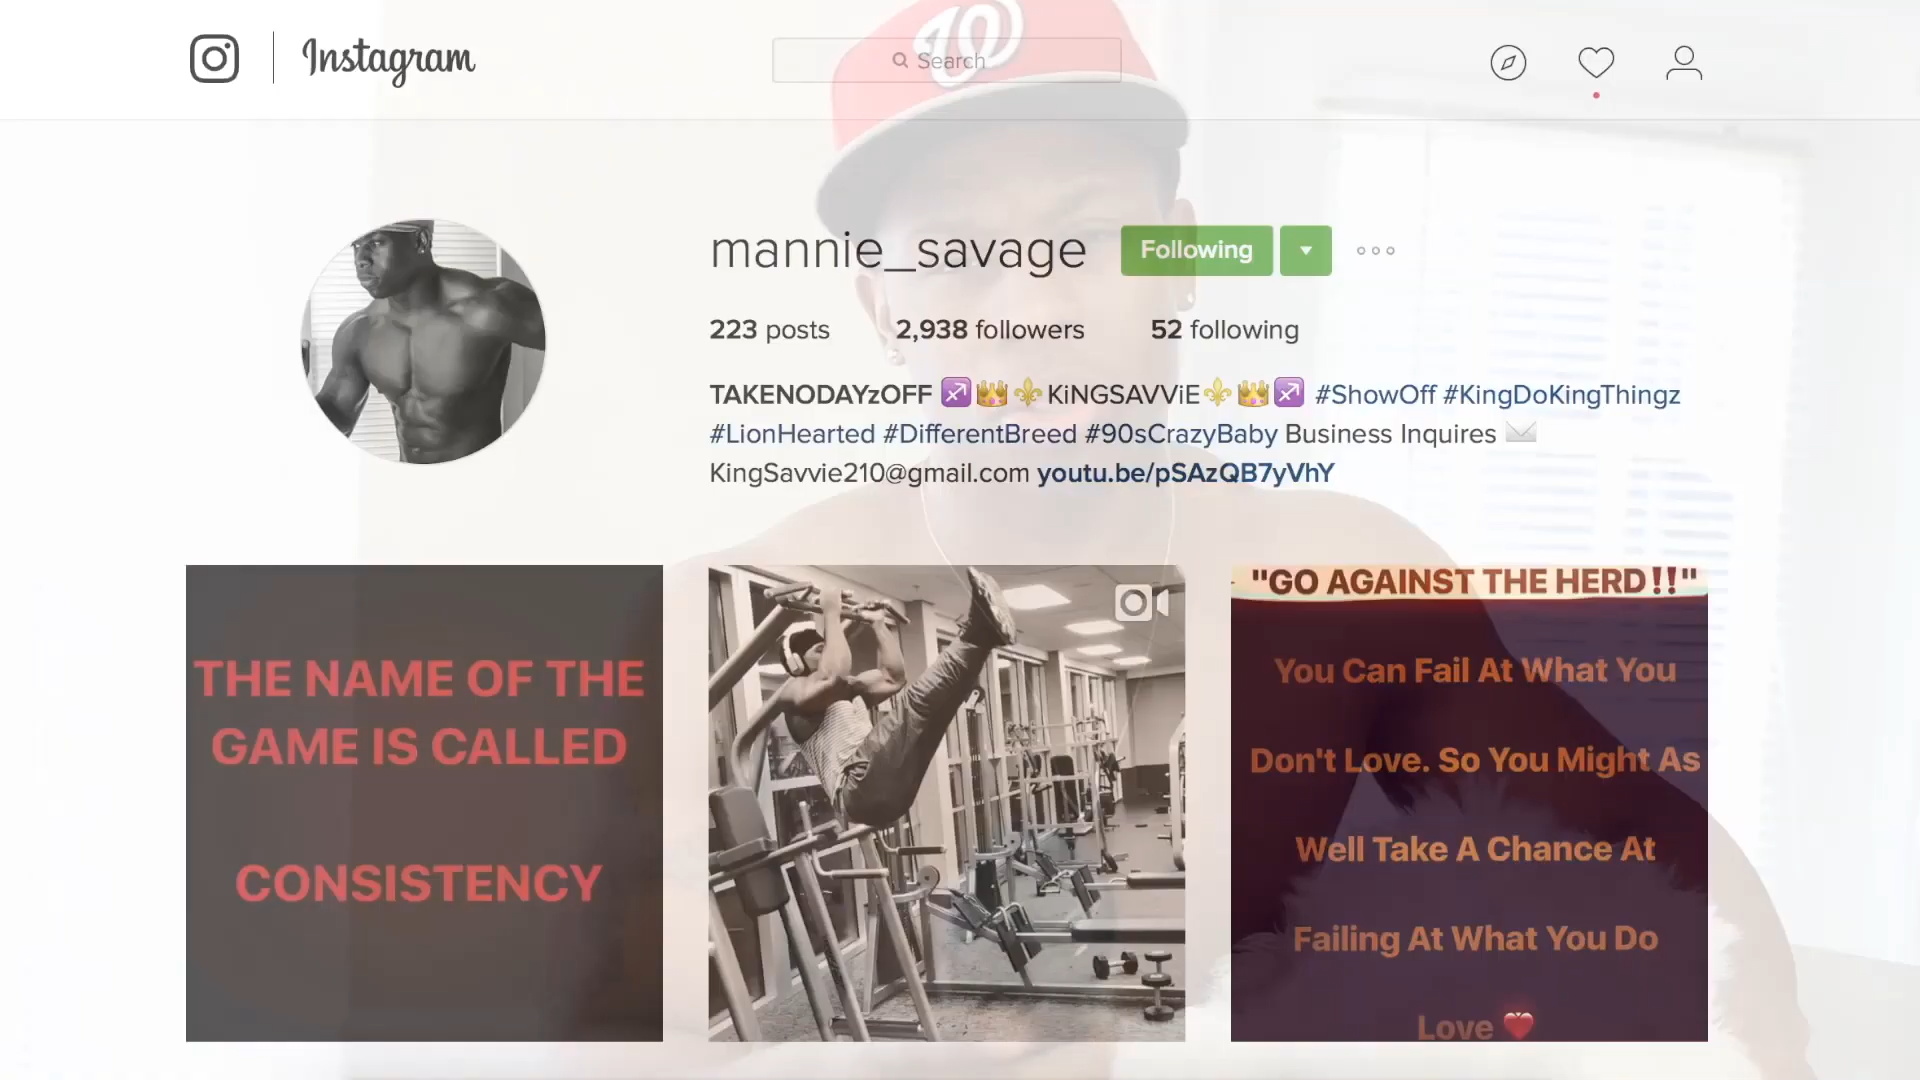 Instagram
Search
mannie_savage Following
223 posts 2,938 followers 52 following
TAKENODAYzOFF ♐👑⚜️KiNGSAVViE⚜️👑♐ #ShowOff #KingDoKingThingz
#LionHearted #DifferentBreed #90sCrazyBaby Business Inquires ✉️
KingSavvie210@gmail.com youtu.be/pSAzQB7yVhY
THE NAME OF THE
GAME IS CALLED
CONSISTENCY
"GO AGAINST THE HERD‼️"
You Can Fail At What You
Don't Love. So You Might As
Well Take A Chance At
Failing At What You Do
Love ❤️
W